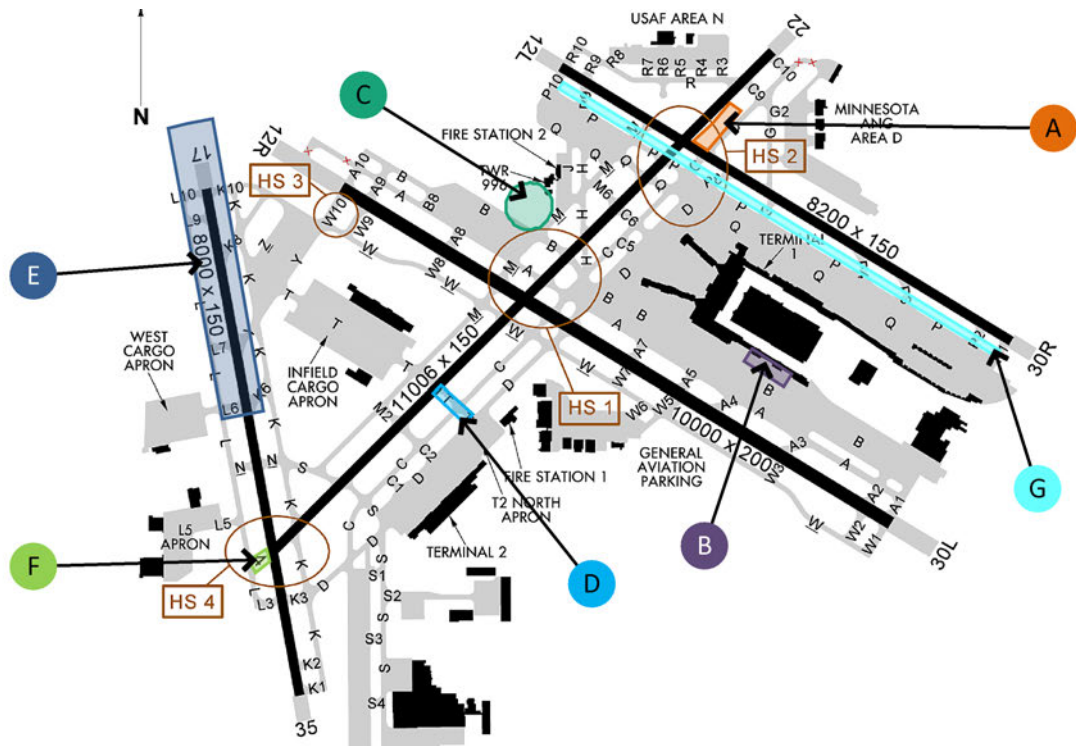 USAF AREA N
22
12L
R10
R9
R8
R7
R6
R5
R4
R3
R
C10
C9
G2
G
MINNESOTA
ANG
AREA D
A
C
P10
P
Q
N
FIRE STATION 2
TWR
996
J
H
HS 2
12R
17
HS 3
A10
A9
B
B
B8
B
M
M
M6
H
C6
C5
Q
P
Q
D
L10
K10
K
L9
K8
8000 x 150
W10
W9
W
A8
W8
W
M
A
B
H
C
C
D
B
B
A
8200 x 150
TERMINAL
1
P
Q
Q
P
E
Z
Y
T
T
T
T
K
K
L
L7
L
L6
K6
WEST
CARGO
APRON
INFIELD
CARGO
APRON
M
W
HS 1
A7
W7
W6
W5
A5
A4
B
A
B
A
A3
W3
W
A2
A1
W2
W1
10000 x 200
30R
30L
11006 x 150
M2
C
D
C2
C
C1
D
FIRE STATION 1
GENERAL
AVIATION
PARKING
T2 NORTH
APRON
TERMINAL 2
N
L
N
K
S
K
L5
L5
APRON
C
S
D
S
G
B
D
F
HS 4
A
L
L3
K3
K
D
K
K2
K1
35
S1
S2
S
S3
S
S4
N